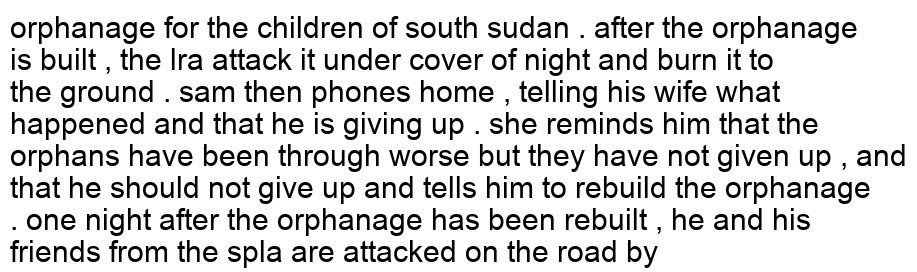 orphanage for the children of south sudan . after the orphanage
is built , the lra attack it under cover of night and burn it to
the ground . sam then phones home , telling his wife what
happened and that he is giving up . she reminds him that the
orphans have been through worse but they have not given up , and
that he should not give up and tells him to rebuild the orphanage
. one night after the orphanage has been rebuilt , he and his
friends from the spla are attacked on the road by